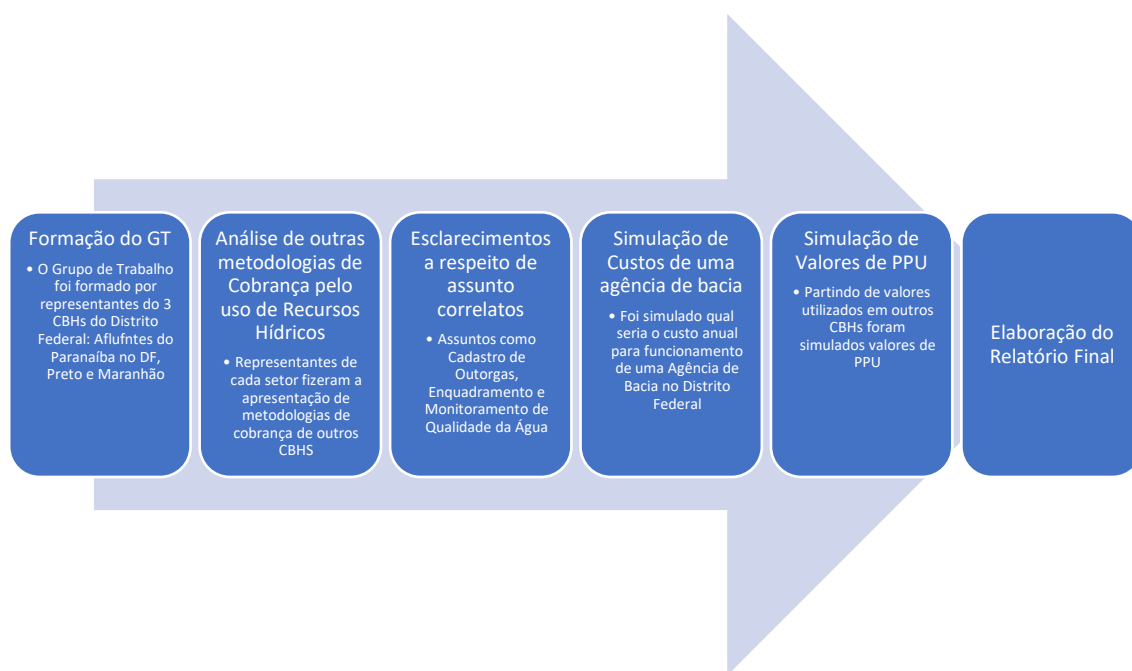 Formação do GT
• O Grupo de Trabalho
foi formado por
representantes do 3
CBHs do Distrito
Federal: Aflufntes do
Paranaíba no DF,
Preto e Maranhão
Análise de outras
metodologias de
Cobrança pelo
uso de Recursos
Hídricos
• Representantes de
cada setor fizeram a
apresentação de
metodologias de
cobrança de outros
CBHS
Esclarecimentos
a respeito de
assunto
correlatos
• Assuntos como
Cadastro de
Outorgas,
Enquadramento e
Monitoramento de
Qualidade da Água
Simulação de
Custos de uma
agência de bacia
• Foi simulado qual
seria o custo anual
para funcionamento
de uma Agência de
Bacia no Distrito
Federal
Simulação de
Valores de PPU
• Partindo de valores
utilizados em outros
CBHs foram
simulados valores de
PPU
Elaboração do
Relatório Final